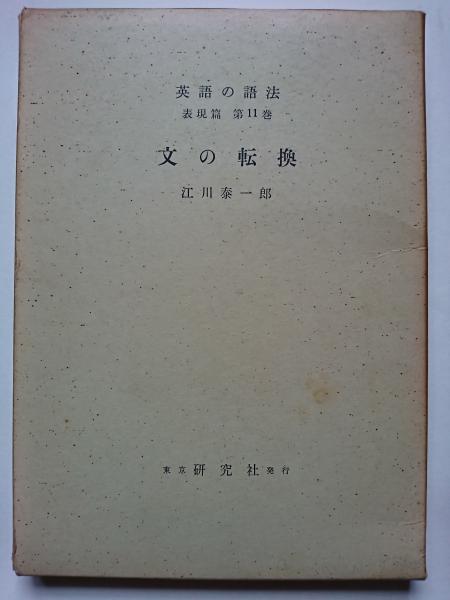 英語の語法
表現篇 第11巻
文の転換
江川泰一郎
東京 研究社 発行